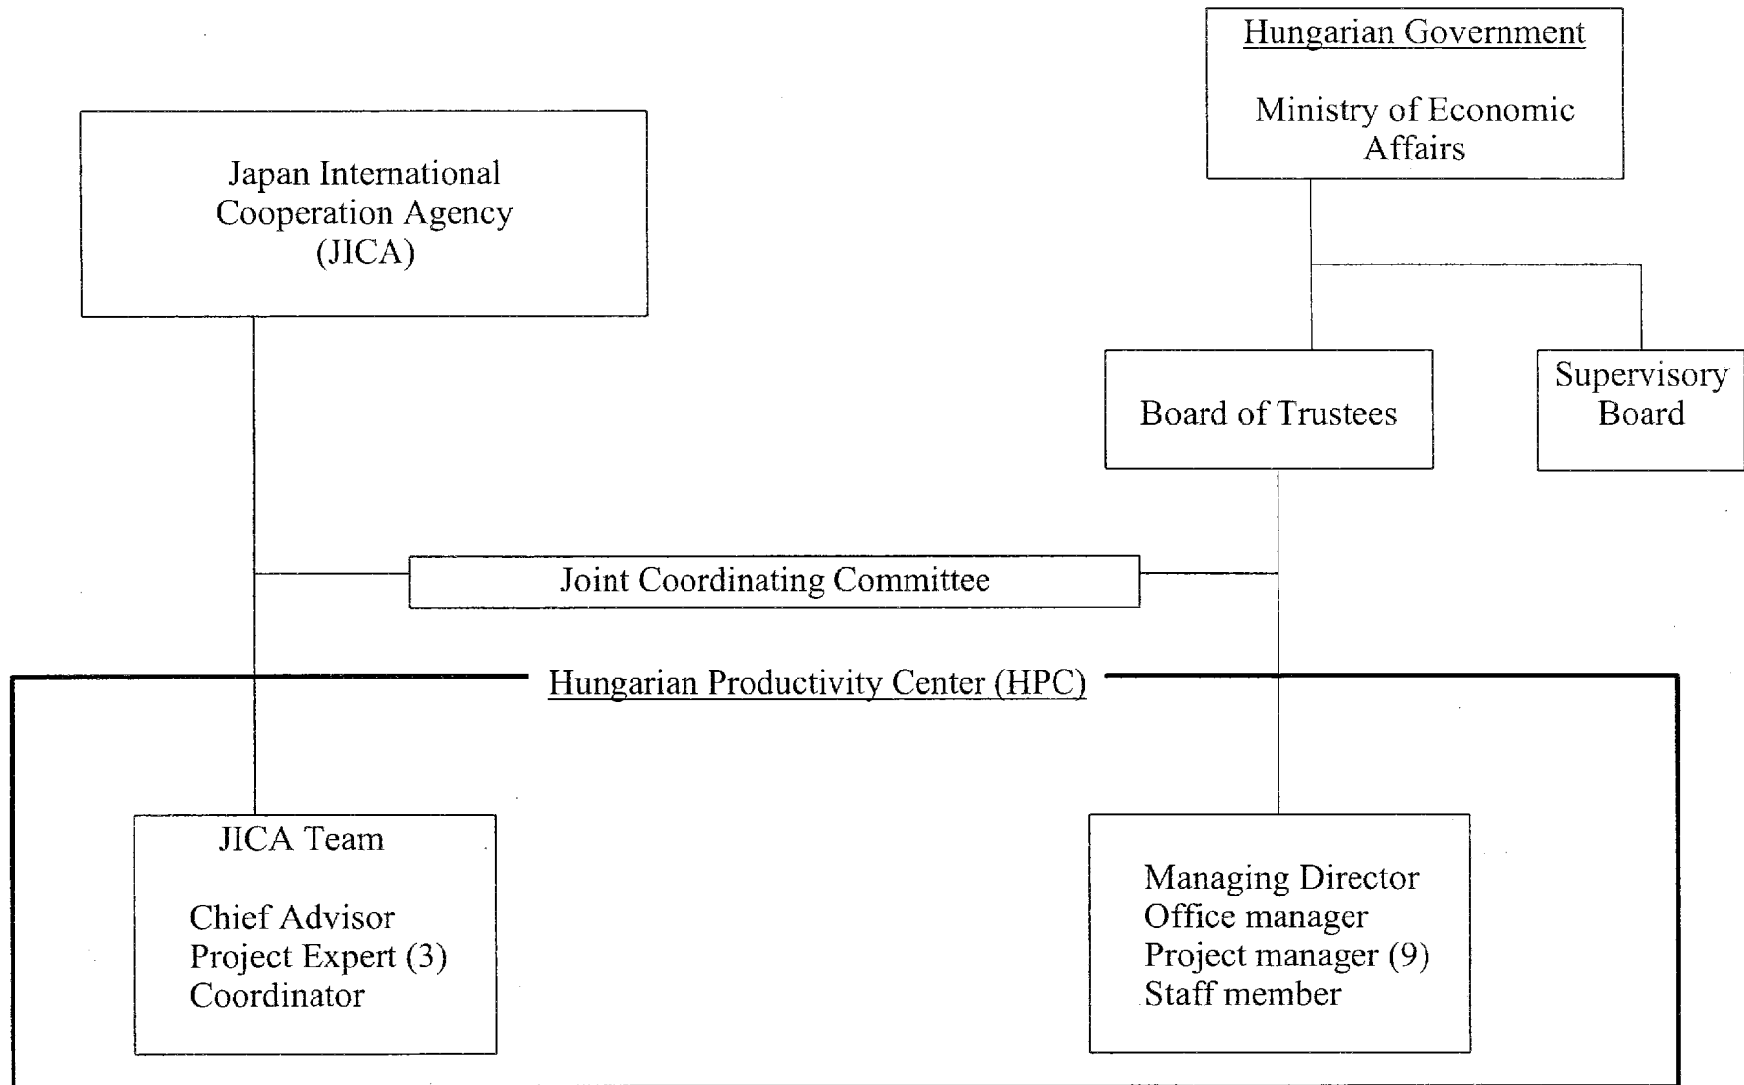 Hungarian Government
Ministry of Economic
Affairs
Japan International
Cooperation Agency
(JICA)
Board of Trustees
Supervisory
Board
Joint Coordinating Committee
Hungarian Productivity Center (HPC)
JICA Team
Chief Advisor
Project Expert (3)
Coordinator
Managing Director
Office manager
Project manager (9)
Staff member